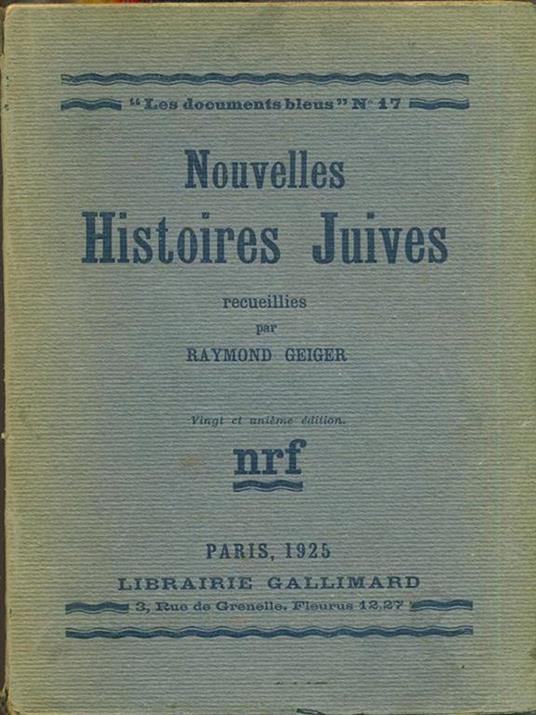 "Les documents bleus" N° 17
Nouvelles
Histoires Juives
recueillies
par
RAYMOND GEIGER
Vingt et unième édition.
nrf
PARIS, 1925
LIBRAIRIE GALLIMARD
3, Rue de Grenelle. Fleurus 12.27